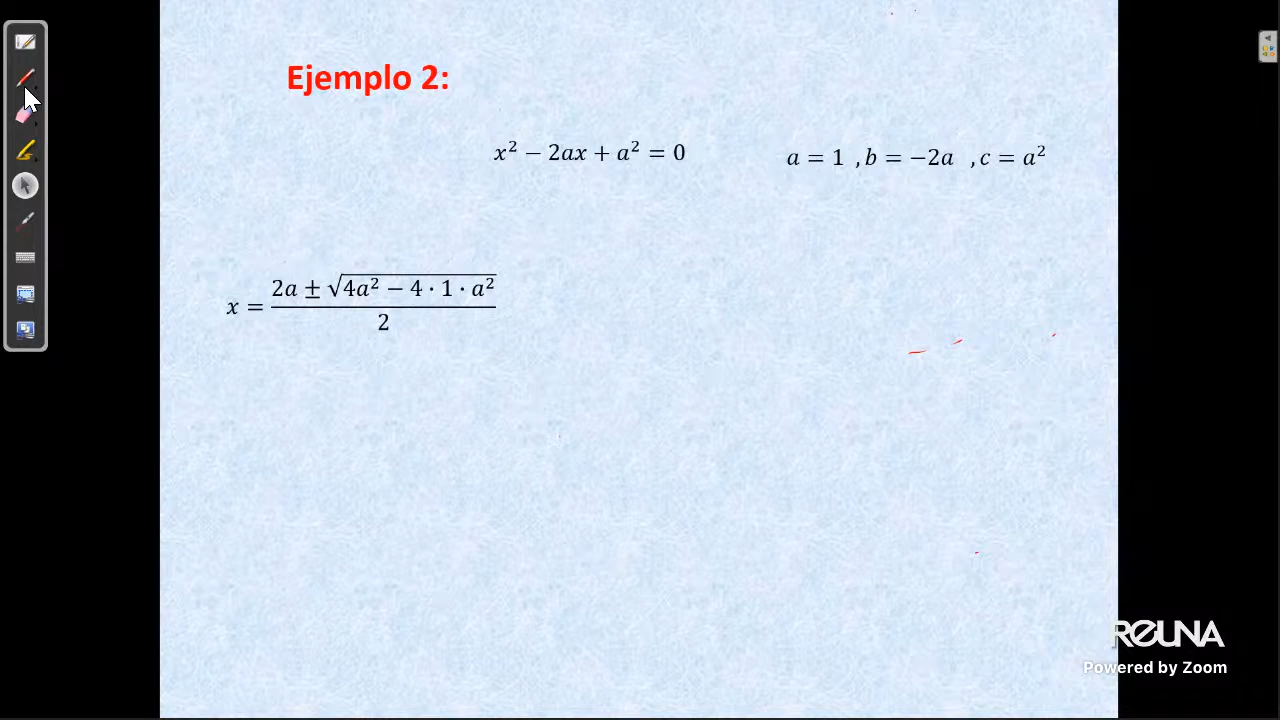 Ejemplo 2:
x² − 2ax + a² = 0
a = 1 , b = −2a , c = a²
x = (2a ± √(4a² − 4 · 1 · a²)) / 2
REUNA
Powered by Zoom